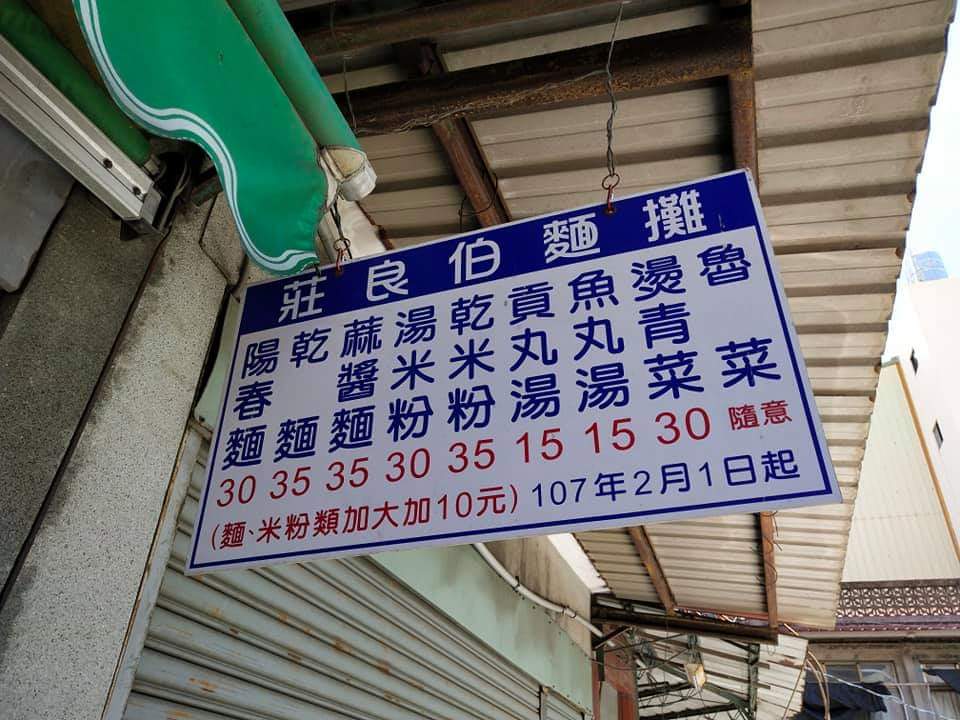 莊良伯麵攤
陽春麵 30
乾麵 35
蔴醬麵 35
湯米粉 30
乾米粉 35
貢丸湯 15
魚丸湯 15
燙青菜 30
魯菜 隨意
(麵、米粉類加大加10元) 107年2月1日起